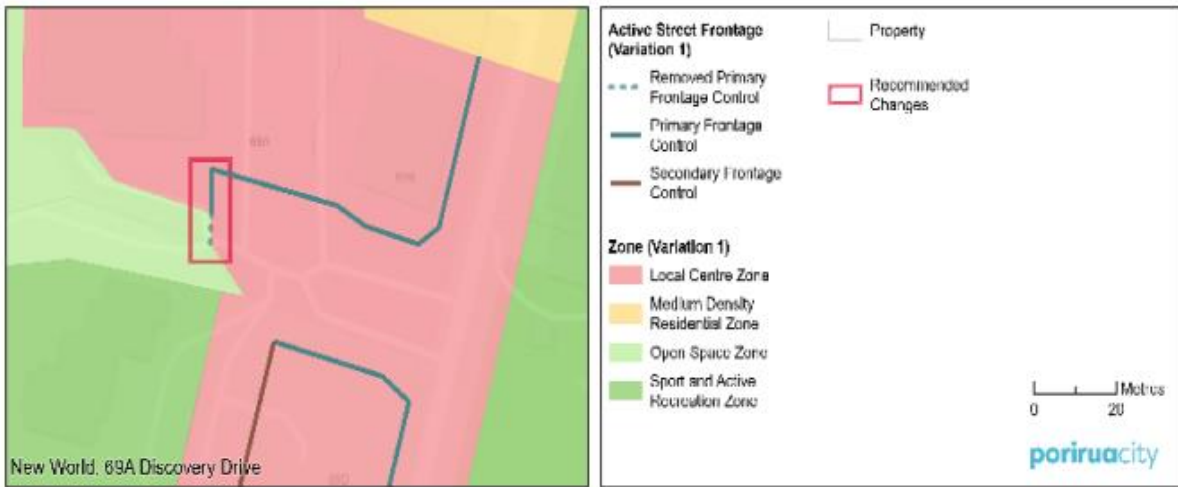 New World, 69A Discovery Drive
Active Street Frontage
(Variation 1)
Removed Primary
Frontage Control
Primary Frontage
Control
Secondary Frontage
Control
Zone (Variation 1)
Local Centre Zone
Medium Density
Residential Zone
Open Space Zone
Sport and Active
Recreation Zone
Property
Recommended
Changes
Metres
0 20
poriruacity